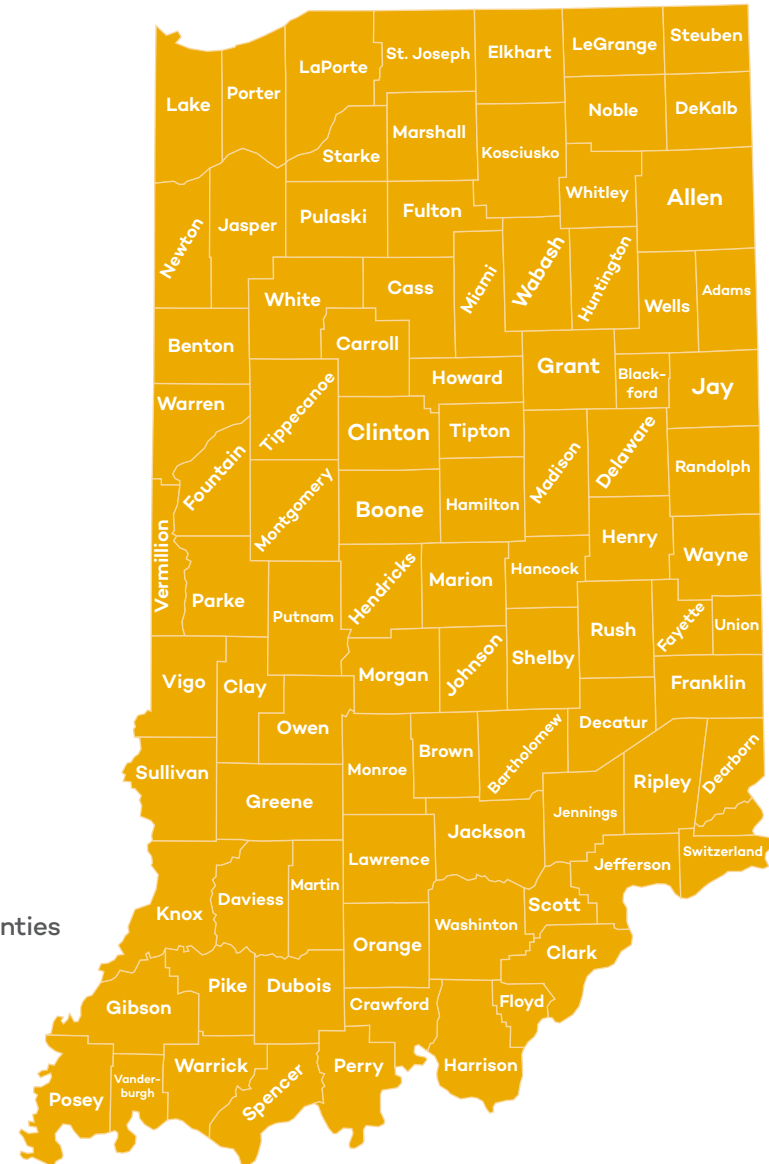 Lake
Porter
LaPorte
St. Joseph
Elkhart
LeGrange
Steuben
Noble
DeKalb
Marshall
Starke
Kosciusko
Whitley
Allen
Newton
Jasper
Pulaski
Fulton
White
Cass
Miami
Wabash
Huntington
Wells
Adams
Benton
Carroll
Howard
Grant
Black-
ford
Jay
Warren
Tippecanoe
Clinton
Tipton
Fountain
Montgomery
Boone
Hamilton
Madison
Delaware
Randolph
Vermillion
Parke
Putnam
Hendricks
Marion
Hancock
Henry
Wayne
Vigo
Clay
Owen
Morgan
Johnson
Shelby
Rush
Fayette
Union
Franklin
Sullivan
Greene
Monroe
Brown
Bartholomew
Decatur
Jennings
Ripley
Dearborn
Knox
Daviess
Martin
Lawrence
Jackson
Jefferson
Switzerland
nties
Orange
Washinton
Scott
Clark
Gibson
Pike
Dubois
Crawford
Floyd
Harrison
Posey
Vander-
burgh
Warrick
Spencer
Perry